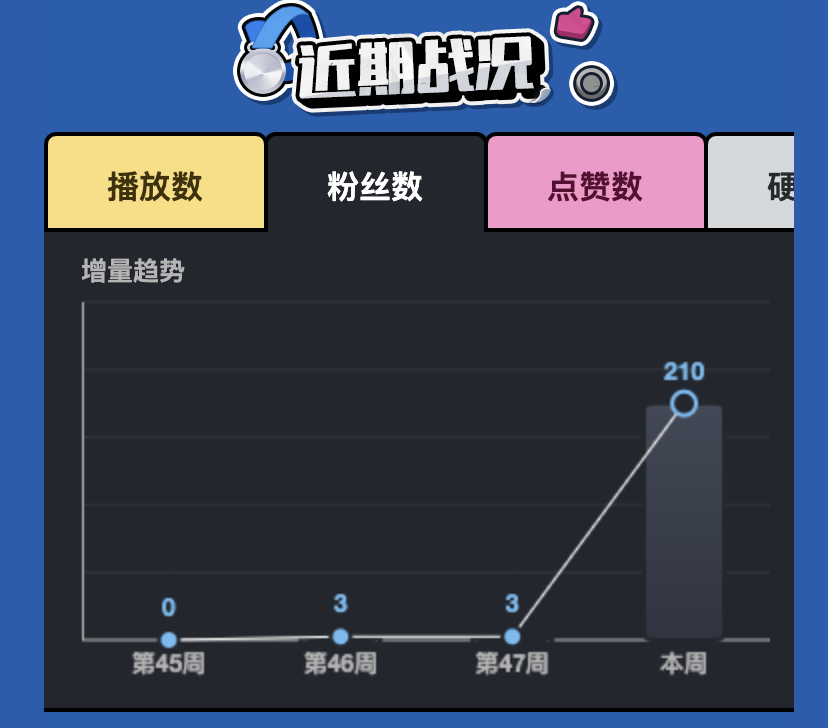 近期战况
播放数 粉丝数 点赞数 硬
增量趋势
210
0 3 3
第45周 第46周 第47周 本周